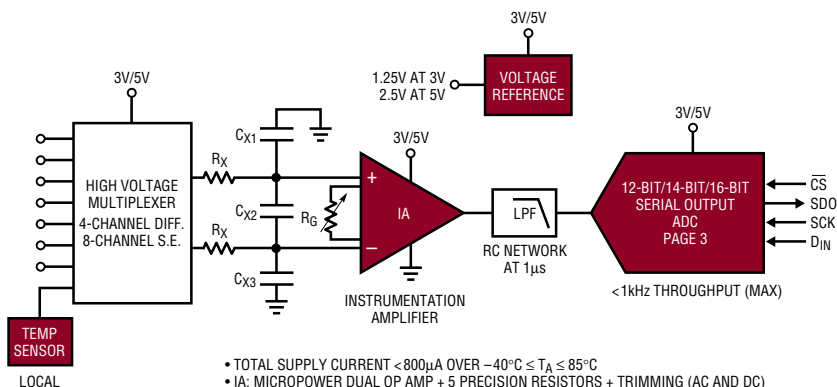 3V/5V
1.25V AT 3V
2.5V AT 5V
VOLTAGE
REFERENCE
3V/5V
HIGH VOLTAGE
MULTIPLEXER
4-CHANNEL DIFF.
8-CHANNEL S.E.
TEMP
SENSOR
LOCAL
RX
RX
CX1
CX2
CX3
RG
3V/5V
+
IA
–
INSTRUMENTATION
AMPLIFIER
LPF
RC NETWORK
AT 1µs
3V/5V
12-BIT/14-BIT/16-BIT
SERIAL OUTPUT
ADC
PAGE 3
C̅S̅
SDO
SCK
DIN
<1kHz THROUGHPUT (MAX)
• TOTAL SUPPLY CURRENT <800µA OVER –40°C ≤ TA ≤ 85°C
• IA: MICROPOWER DUAL OP AMP + 5 PRECISION RESISTORS + TRIMMING (AC AND DC)